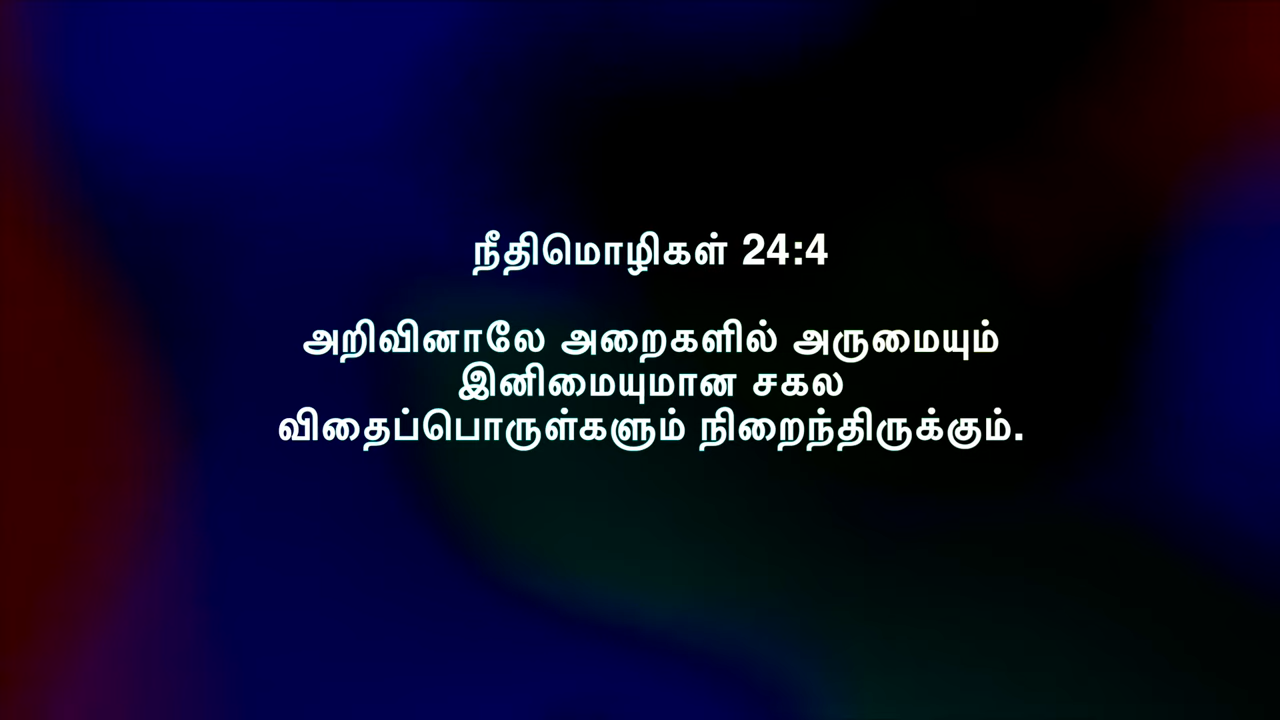 நீதிமொழிகள் 24:4
அறிவினாலே அறைகளில் அருமையும்
இனிமையுமான சகல
விதைப்பொருள்களும் நிறைந்திருக்கும்.